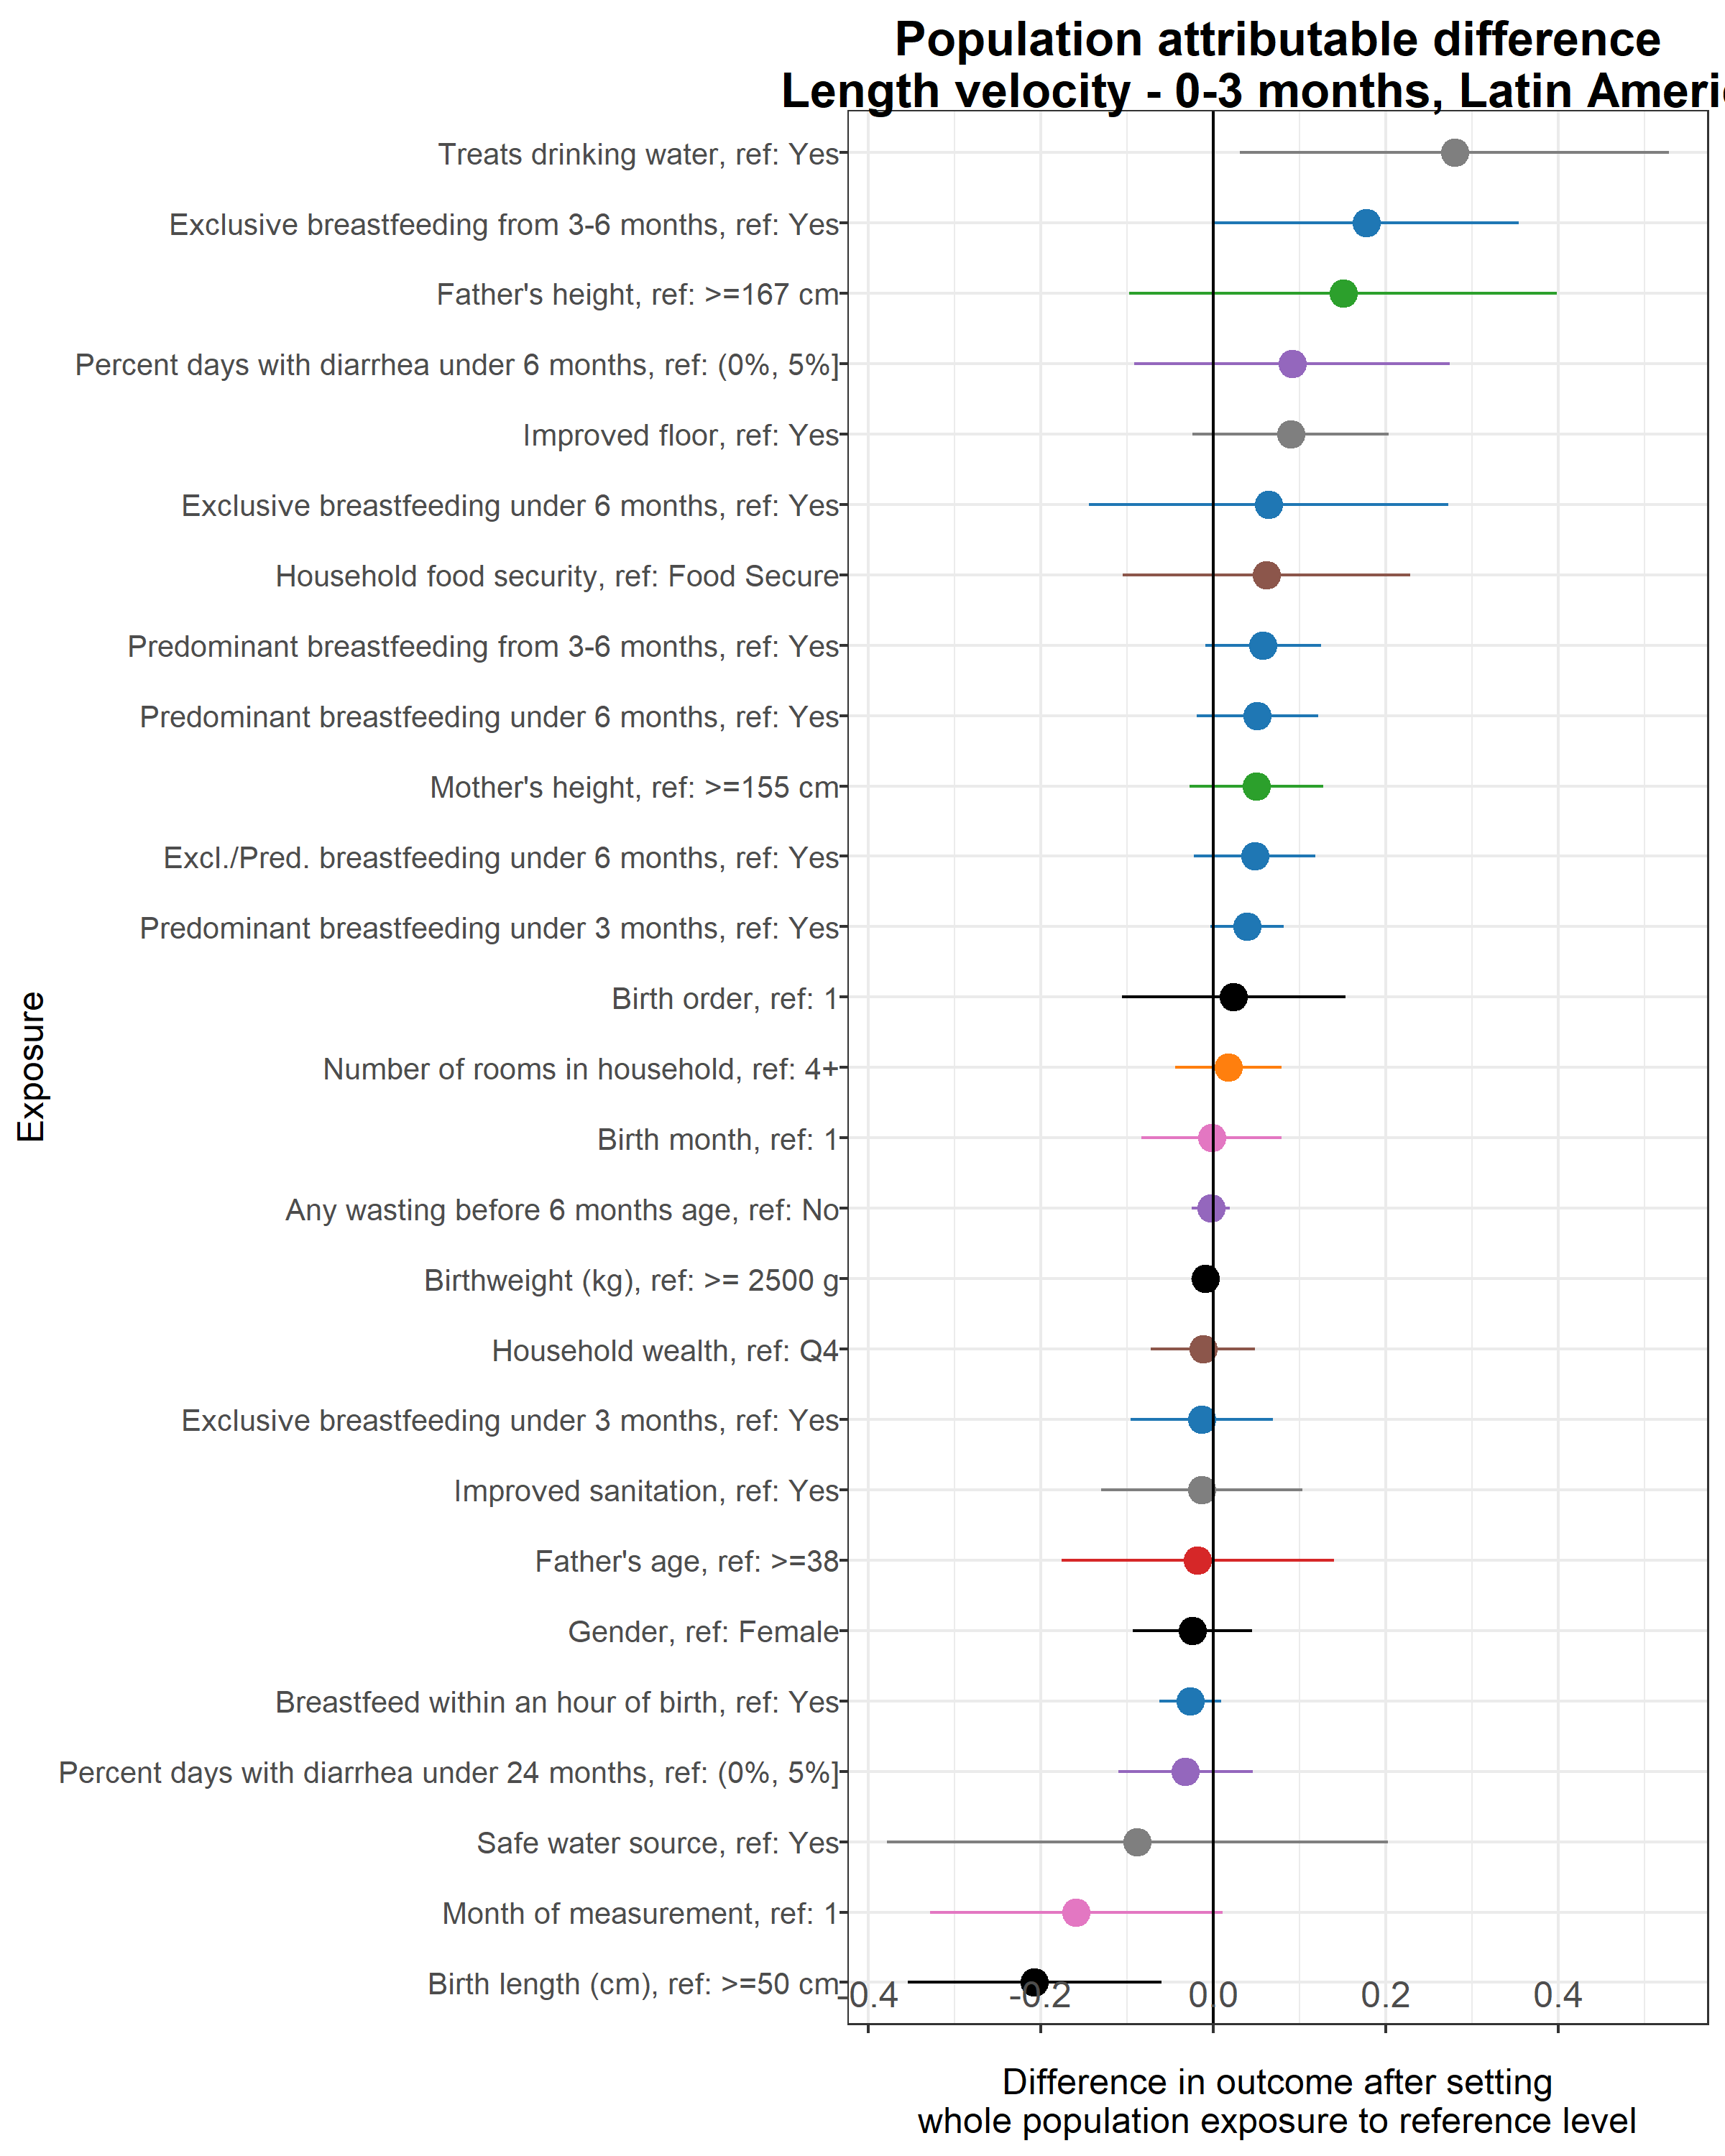 Population attributable difference
Length velocity - 0-3 months, Latin Ameri
Treats drinking water, ref: Yes
Exclusive breastfeeding from 3-6 months, ref: Yes
Father's height, ref: >=167 cm
Percent days with diarrhea under 6 months, ref: (0%, 5%]
Improved floor, ref: Yes
Exclusive breastfeeding under 6 months, ref: Yes
Household food security, ref: Food Secure
Predominant breastfeeding from 3-6 months, ref: Yes
Predominant breastfeeding under 6 months, ref: Yes
Mother's height, ref: >=155 cm
Excl./Pred. breastfeeding under 6 months, ref: Yes
Predominant breastfeeding under 3 months, ref: Yes
Birth order, ref: 1
Number of rooms in household, ref: 4+
Birth month, ref: 1
Any wasting before 6 months age, ref: No
Birthweight (kg), ref: >= 2500 g
Household wealth, ref: Q4
Exclusive breastfeeding under 3 months, ref: Yes
Improved sanitation, ref: Yes
Father's age, ref: >=38
Gender, ref: Female
Breastfeed within an hour of birth, ref: Yes
Percent days with diarrhea under 24 months, ref: (0%, 5%]
Safe water source, ref: Yes
Month of measurement, ref: 1
Birth length (cm), ref: >=50 cm
Exposure
-0.4 -0.2 0.0 0.2 0.4
Difference in outcome after setting
whole population exposure to reference level